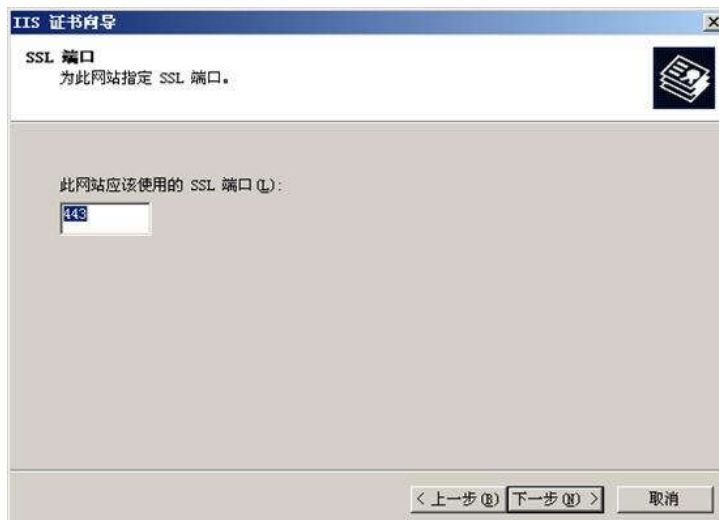 IIS 证书向导
SSL 端口
为此网站指定 SSL 端口。
此网站应该使用的 SSL 端口(L):
443
< 上一步(B)
下一步(N) >
取消